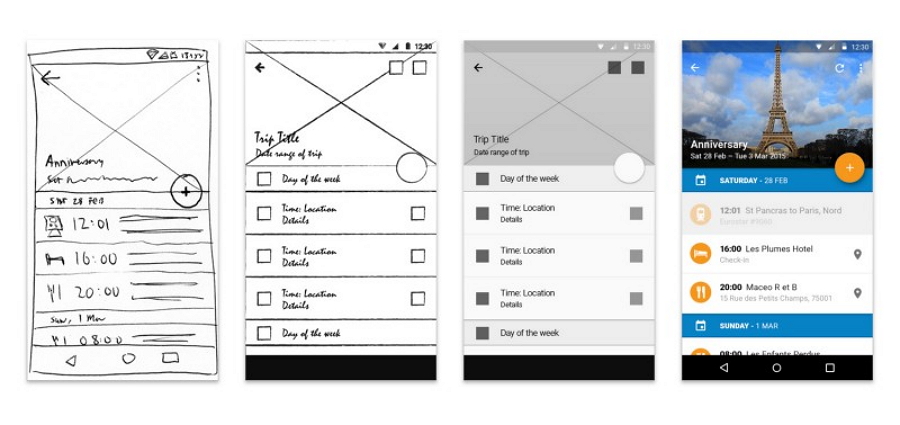 Anniversary
SAT 28 FEB
12:01
16:00
20:00
Sun, 1 Mar
08:00
12:30
Trip Title
Date range of trip
Day of the week
Time: Location
Details
Time: Location
Details
Time: Location
Details
Day of the week
12:30
Trip Title
Date range of trip
Day of the week
Time: Location
Details
Time: Location
Details
Time: Location
Details
Day of the week
12:30
Anniversary
Sat 28 Feb – Tue 3 Mar 2015
SATURDAY - 28 FEB
12:01 St Pancras to Paris, Nord
16:00 Les Plumes Hotel
Check-in
20:00 Maceo R et B
15 Rue des Petits Champs, 75001
SUNDAY - 1 MAR
08:00 Les Enfants Perdus